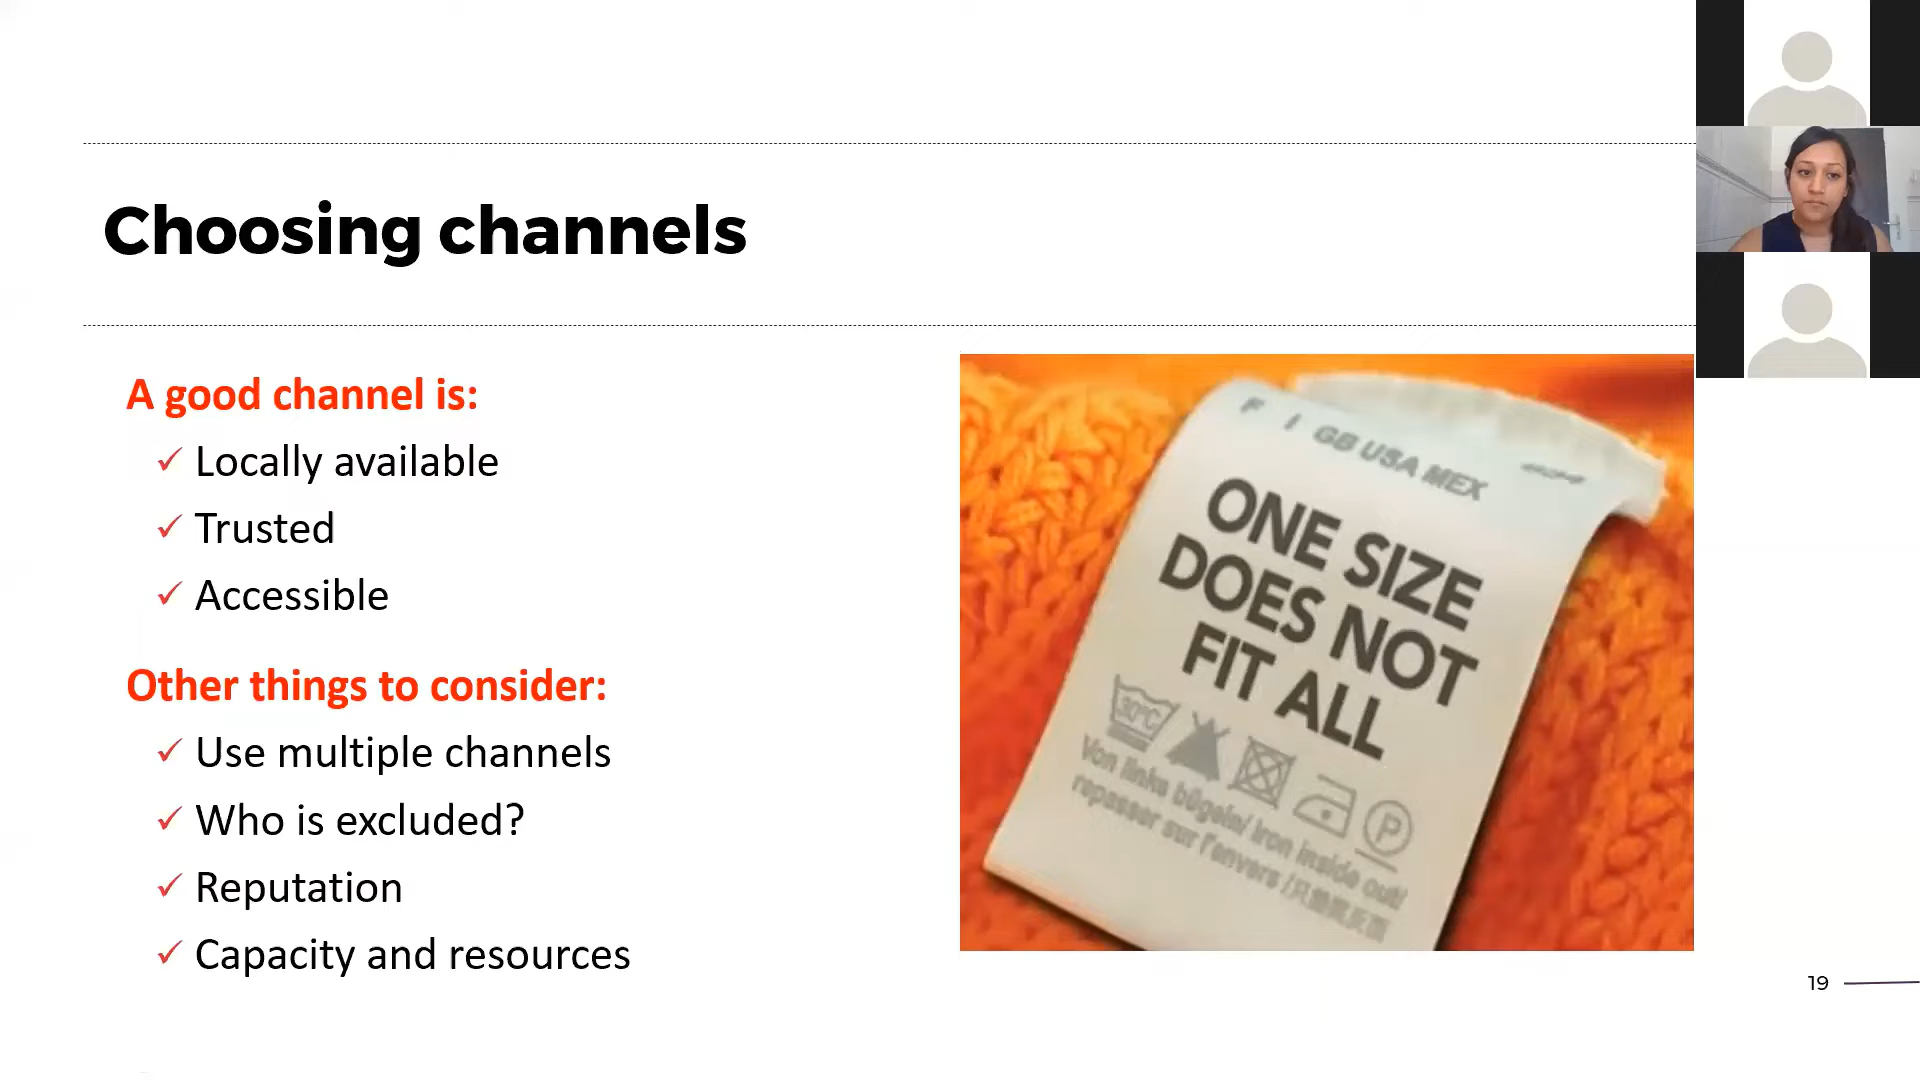 Choosing channels
A good channel is:
✓ Locally available
✓ Trusted
✓ Accessible
Other things to consider:
✓ Use multiple channels
✓ Who is excluded?
✓ Reputation
✓ Capacity and resources
F I GB USA MEX
ONE SIZE
DOES NOT
FIT ALL
30°C
P
Von links bügeln/ iron inside out/
repasser sur l'envers /
19